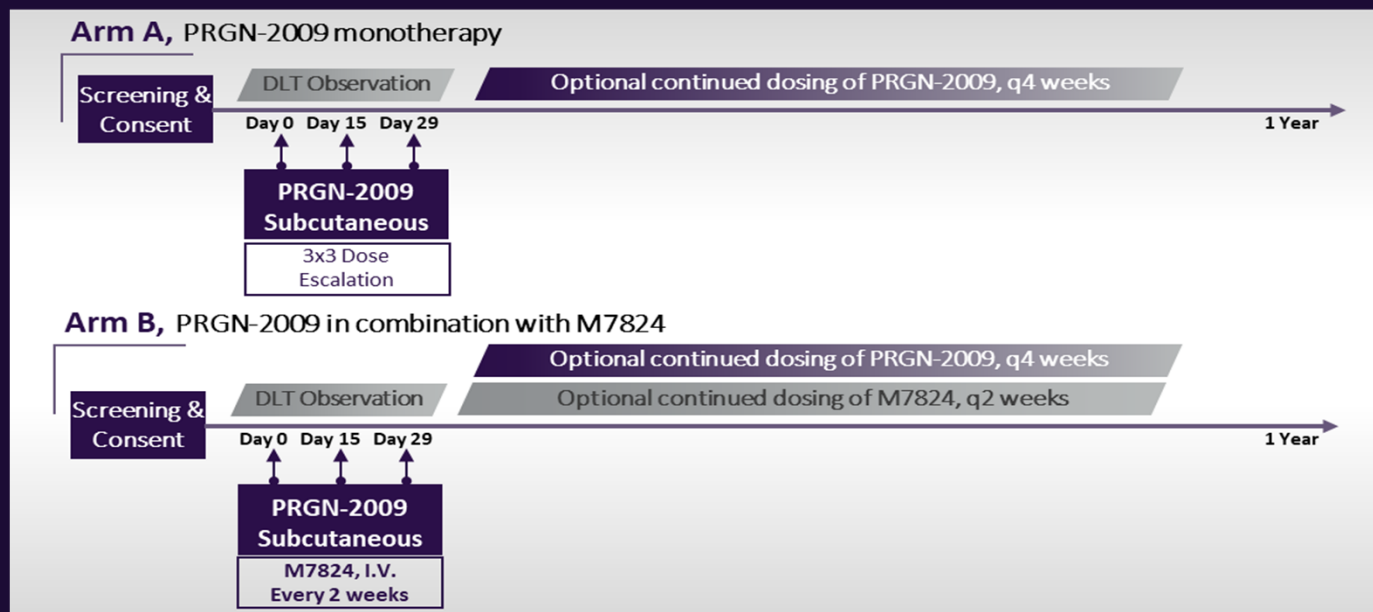 Arm A, PRGN-2009 monotherapy
Screening &
Consent
DLT Observation
Optional continued dosing of PRGN-2009, q4 weeks
Day 0 Day 15 Day 29
1 Year
PRGN-2009
Subcutaneous
3x3 Dose
Escalation
Arm B, PRGN-2009 in combination with M7824
Optional continued dosing of PRGN-2009, q4 weeks
Screening &
Consent
DLT Observation
Optional continued dosing of M7824, q2 weeks
Day 0 Day 15 Day 29
1 Year
PRGN-2009
Subcutaneous
M7824, I.V.
Every 2 weeks